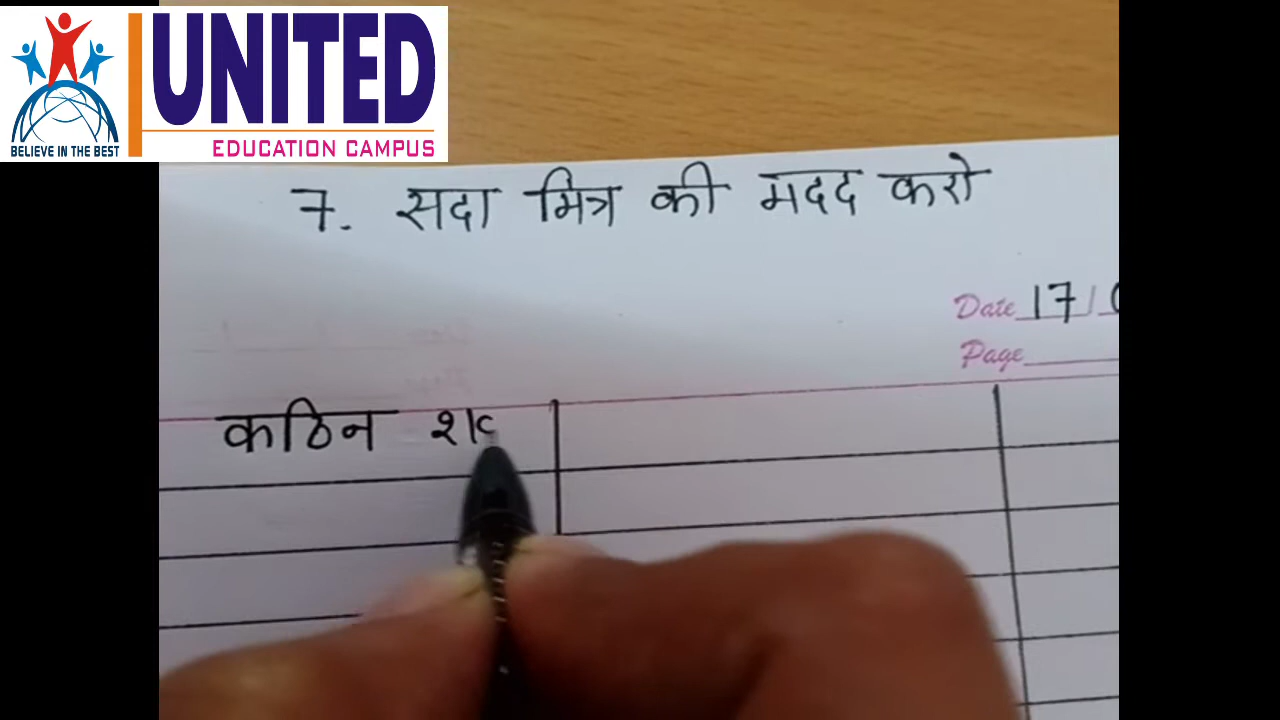 UNITED
EDUCATION CAMPUS
BELIEVE IN THE BEST
7. सदा मित्र की मदद करो
Date 17/
Page
कठिन